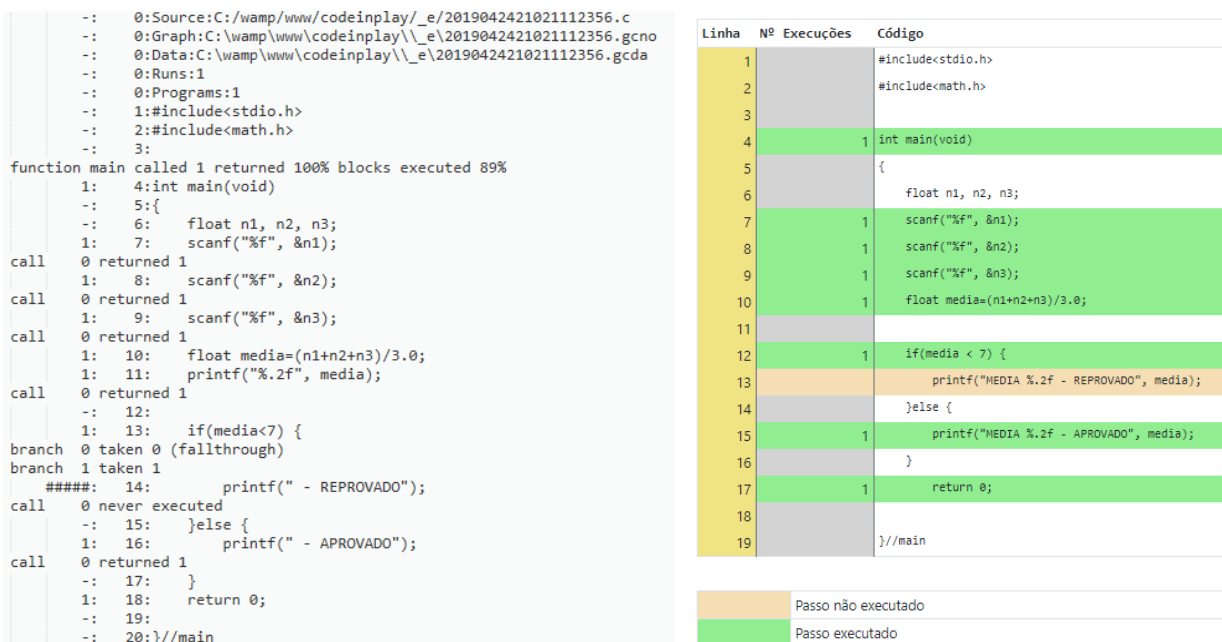 -:    0:Source:C:/wamp/www/codeinplay/_e/2019042421021112356.c
-:    0:Graph:C:\wamp\www\codeinplay\\_e\2019042421021112356.gcno
-:    0:Data:C:\wamp\www\codeinplay\\_e\2019042421021112356.gcda
-:    0:Runs:1
-:    0:Programs:1
-:    1:#include<stdio.h>
-:    2:#include<math.h>
-:    3:
function main called 1 returned 100% blocks executed 89%
1:    4:int main(void)
-:    5:{
-:    6:    float n1, n2, n3;
1:    7:    scanf("%f", &n1);
call    0 returned 1
1:    8:    scanf("%f", &n2);
call    0 returned 1
1:    9:    scanf("%f", &n3);
call    0 returned 1
1:   10:    float media=(n1+n2+n3)/3.0;
1:   11:    printf("%.2f", media);
call    0 returned 1
-:   12:
1:   13:    if(media<7) {
branch  0 taken 0 (fallthrough)
branch  1 taken 1
#####:   14:        printf(" - REPROVADO");
call    0 never executed
-:   15:    }else {
1:   16:        printf(" - APROVADO");
call    0 returned 1
-:   17:    }
1:   18:    return 0;
-:   19:
-:   20:}//main
Linha Nº Execuções Código
1 #include<stdio.h>
2 #include<math.h>
3
4 1 int main(void)
5 {
6 float n1, n2, n3;
7 1 scanf("%f", &n1);
8 1 scanf("%f", &n2);
9 1 scanf("%f", &n3);
10 1 float media=(n1+n2+n3)/3.0;
11
12 1 if(media < 7) {
13 printf("MEDIA %.2f - REPROVADO", media);
14 }else {
15 1 printf("MEDIA %.2f - APROVADO", media);
16 }
17 1 return 0;
18
19 }//main
Passo não executado
Passo executado